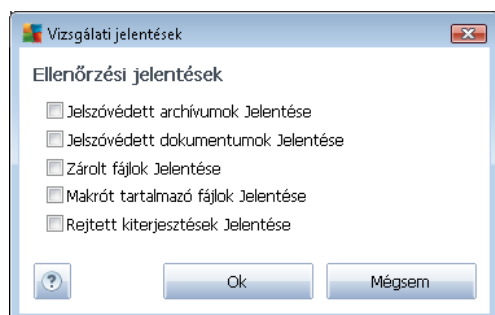 Vizsgálati jelentések
Ellenőrzési jelentések
Jelszóvédett archívumok Jelentése
Jelszóvédett dokumentumok Jelentése
Zárolt fájlok Jelentése
Makrót tartalmazó fájlok Jelentése
Rejtett kiterjesztések Jelentése
? Ok Mégsem